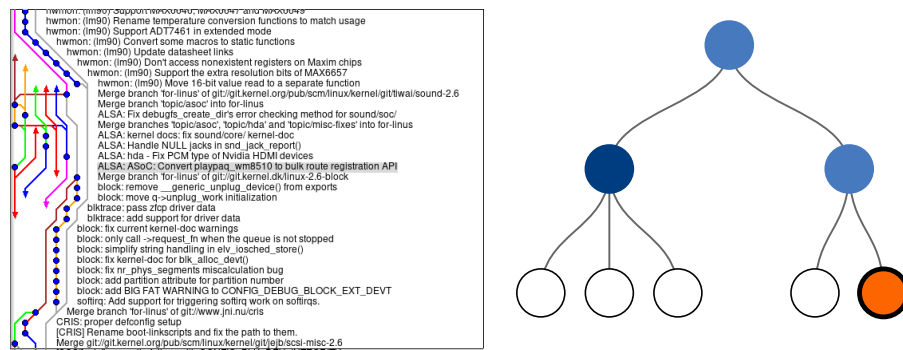 hwmon: (lm90) Support MAX6646, MAX6647 and MAX6649
hwmon: (lm90) Rename temperature conversion functions to match usage
hwmon: (lm90) Support ADT7461 in extended mode
hwmon: (lm90) Convert some macros to static functions
hwmon: (lm90) Update datasheet links
hwmon: (lm90) Don't access nonexistent registers on Maxim chips
hwmon: (lm90) Support the extra resolution bits of MAX6657
hwmon: (lm90) Move 16-bit value read to a separate function
Merge branch 'for-linus' of git://git.kernel.org/pub/scm/linux/kernel/git/tiwai/sound-2.6
Merge branch 'topic/asoc' into for-linus
ALSA: Fix debugfs_create_dir's error checking method for sound/soc/
Merge branches 'topic/asoc', 'topic/hda' and 'topic/misc-fixes' into for-linus
ALSA: kernel docs: fix sound/core/ kernel-doc
ALSA: Handle NULL jacks in snd_jack_report()
ALSA: hda - Fix PCM type of Nvidia HDMI devices
ALSA: ASoC: Convert playpaq_wm8510 to bulk route registration API
Merge branch 'for-linus' of git://git.kernel.dk/linux-2.6-block
block: remove __generic_unplug_device() from exports
block: move q->unplug_work initialization
blktrace: pass zfcp driver data
blktrace: add support for driver data
block: fix current kernel-doc warnings
block: only call ->request_fn when the queue is not stopped
block: simplify string handling in elv_iosched_store()
block: fix kernel-doc for blk_alloc_devt()
block: fix nr_phys_segments miscalculation bug
block: add partition attribute for partition number
block: add BIG FAT WARNING to CONFIG_DEBUG_BLOCK_EXT_DEVT
softirq: Add support for triggering softirq work on softirqs.
Merge branch 'for-linus' of git://www.jni.nu/cris
CRIS: proper defconfig setup
[CRIS] Rename boot-linkscripts and fix the path to them.
Merge git://git.kernel.org/pub/scm/linux/kernel/git/jejb/scsi-misc-2.6